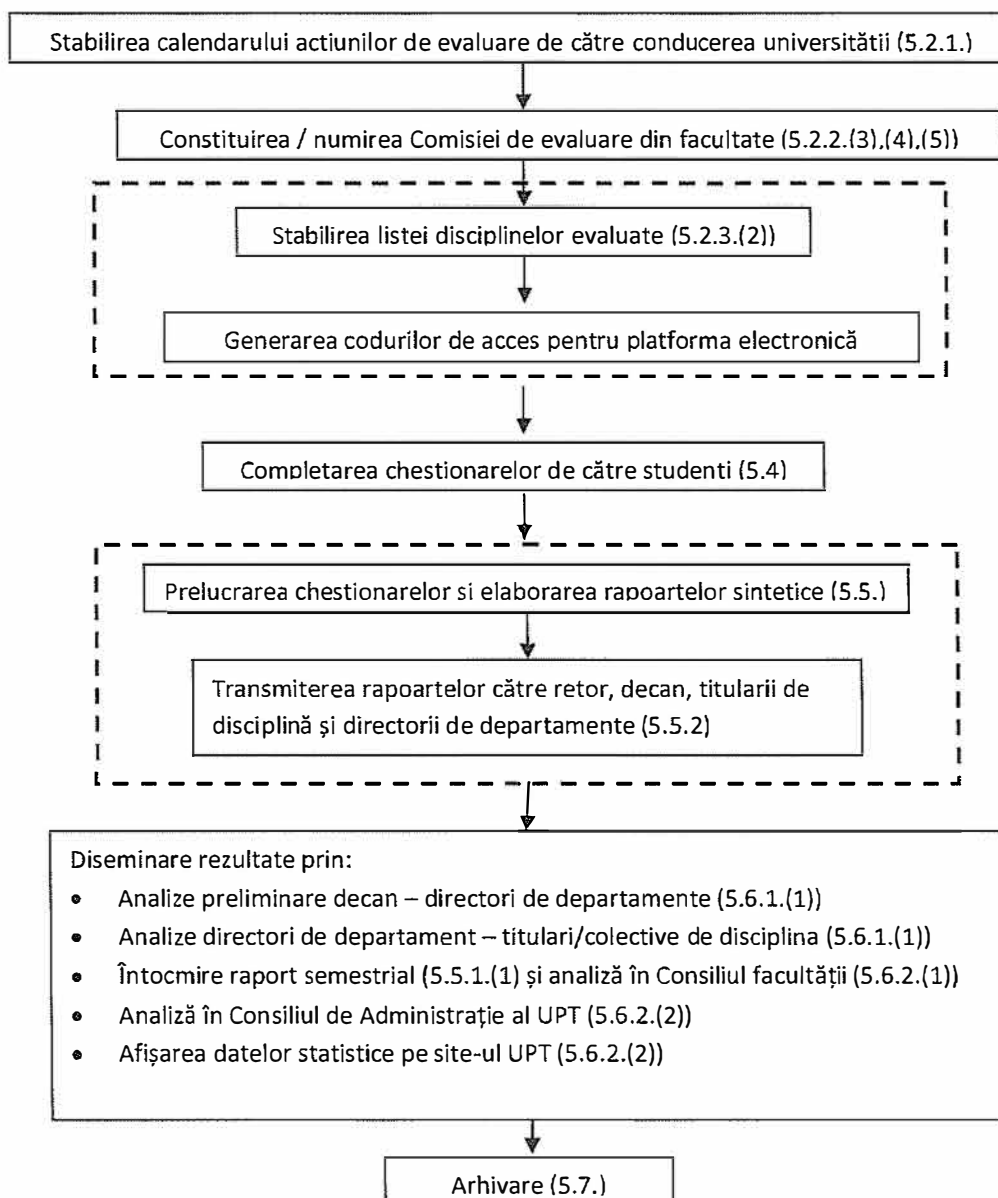 Stabilirea calendarului actiunilor de evaluare de către conducerea universitătii (5.2.1.)
Constituirea / numirea Comisiei de evaluare din facultate (5.2.2.(3),(4),(5))
Stabilirea listei disciplinelor evaluate (5.2.3.(2))
Generarea codurilor de acces pentru platforma electronică
Completarea chestionarelor de către studenti (5.4)
Prelucrarea chestionarelor si elaborarea rapoartelor sintetice (5.5.)
Transmiterea rapoartelor către retor, decan, titularii de
disciplină și directorii de departamente (5.5.2)
Diseminare rezultate prin:
• Analize preliminare decan – directori de departamente (5.6.1.(1))
• Analize directori de departament – titulari/colective de disciplina (5.6.1.(1))
• Întocmire raport semestrial (5.5.1.(1) și analiză în Consiliul facultății (5.6.2.(1))
• Analiză în Consiliul de Administrație al UPT (5.6.2.(2))
• Afișarea datelor statistice pe site-ul UPT (5.6.2.(2))
Arhivare (5.7.)